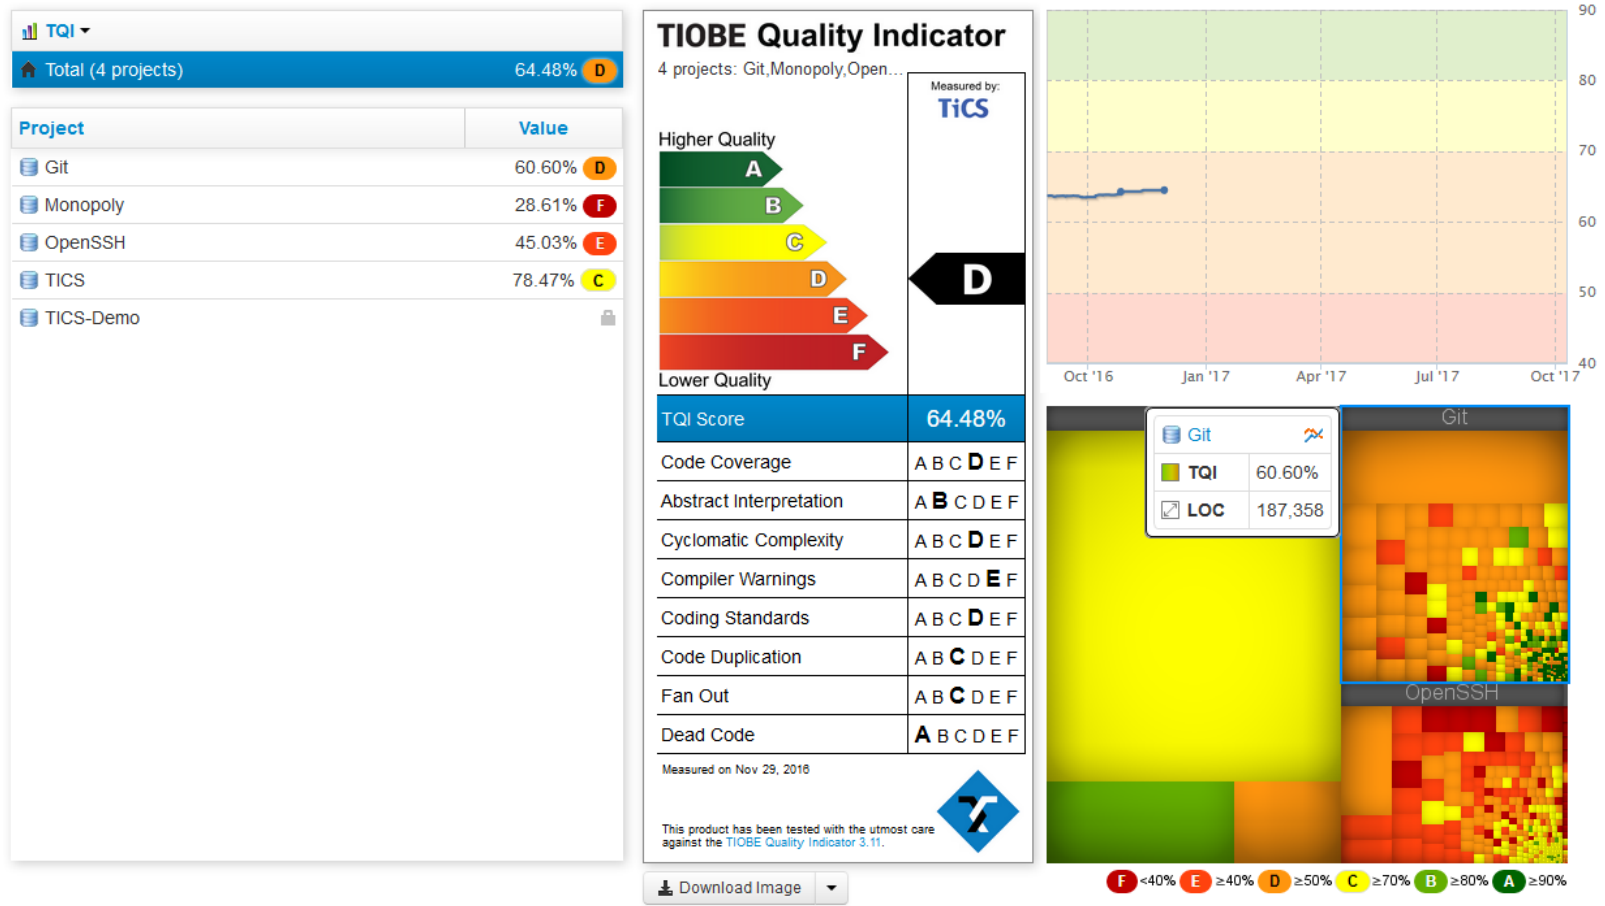 TQI
Total (4 projects) 64.48% D
Project Value
Git 60.60% D
Monopoly 28.61% F
OpenSSH 45.03% E
TICS 78.47% C
TICS-Demo
TIOBE Quality Indicator
4 projects: Git,Monopoly,Open...
Measured by:
TiCS
Higher Quality
A
B
C
D
E
F
Lower Quality
D
TQI Score 64.48%
Code Coverage A B C D E F
Abstract Interpretation A B C D E F
Cyclomatic Complexity A B C D E F
Compiler Warnings A B C D E F
Coding Standards A B C D E F
Code Duplication A B C D E F
Fan Out A B C D E F
Dead Code A B C D E F
Measured on Nov 29, 2016
This product has been tested with the utmost care
against the TIOBE Quality Indicator 3.11.
Download Image
90
80
70
60
50
40
Oct '16 Jan '17 Apr '17 Jul '17 Oct '17
Git
TQI 60.60%
LOC 187,358
Git
OpenSSH
F <40% E ≥40% D ≥50% C ≥70% B ≥80% A ≥90%